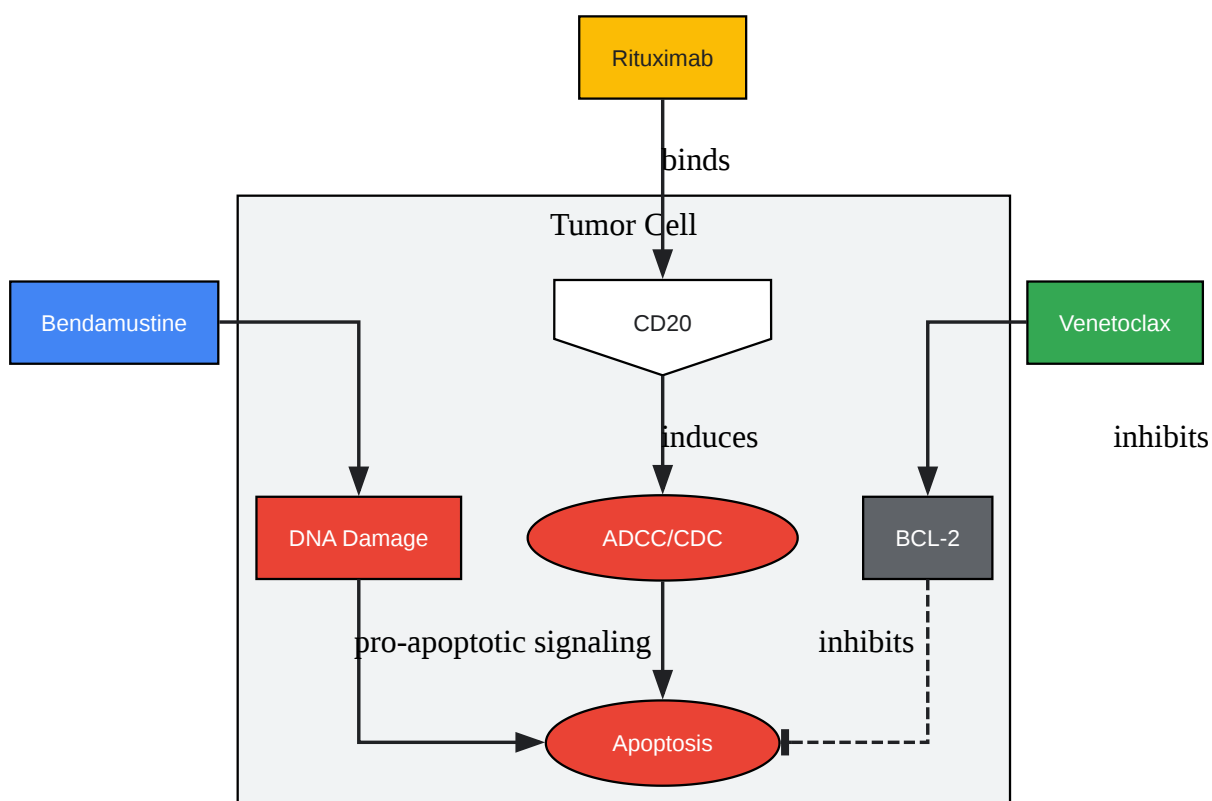 Rituximab
binds
Tumor Cell
Bendamustine
CD20
Venetoclax
induces
inhibits
DNA Damage
ADCC/CDC
BCL-2
pro-apoptotic signaling
inhibits
Apoptosis